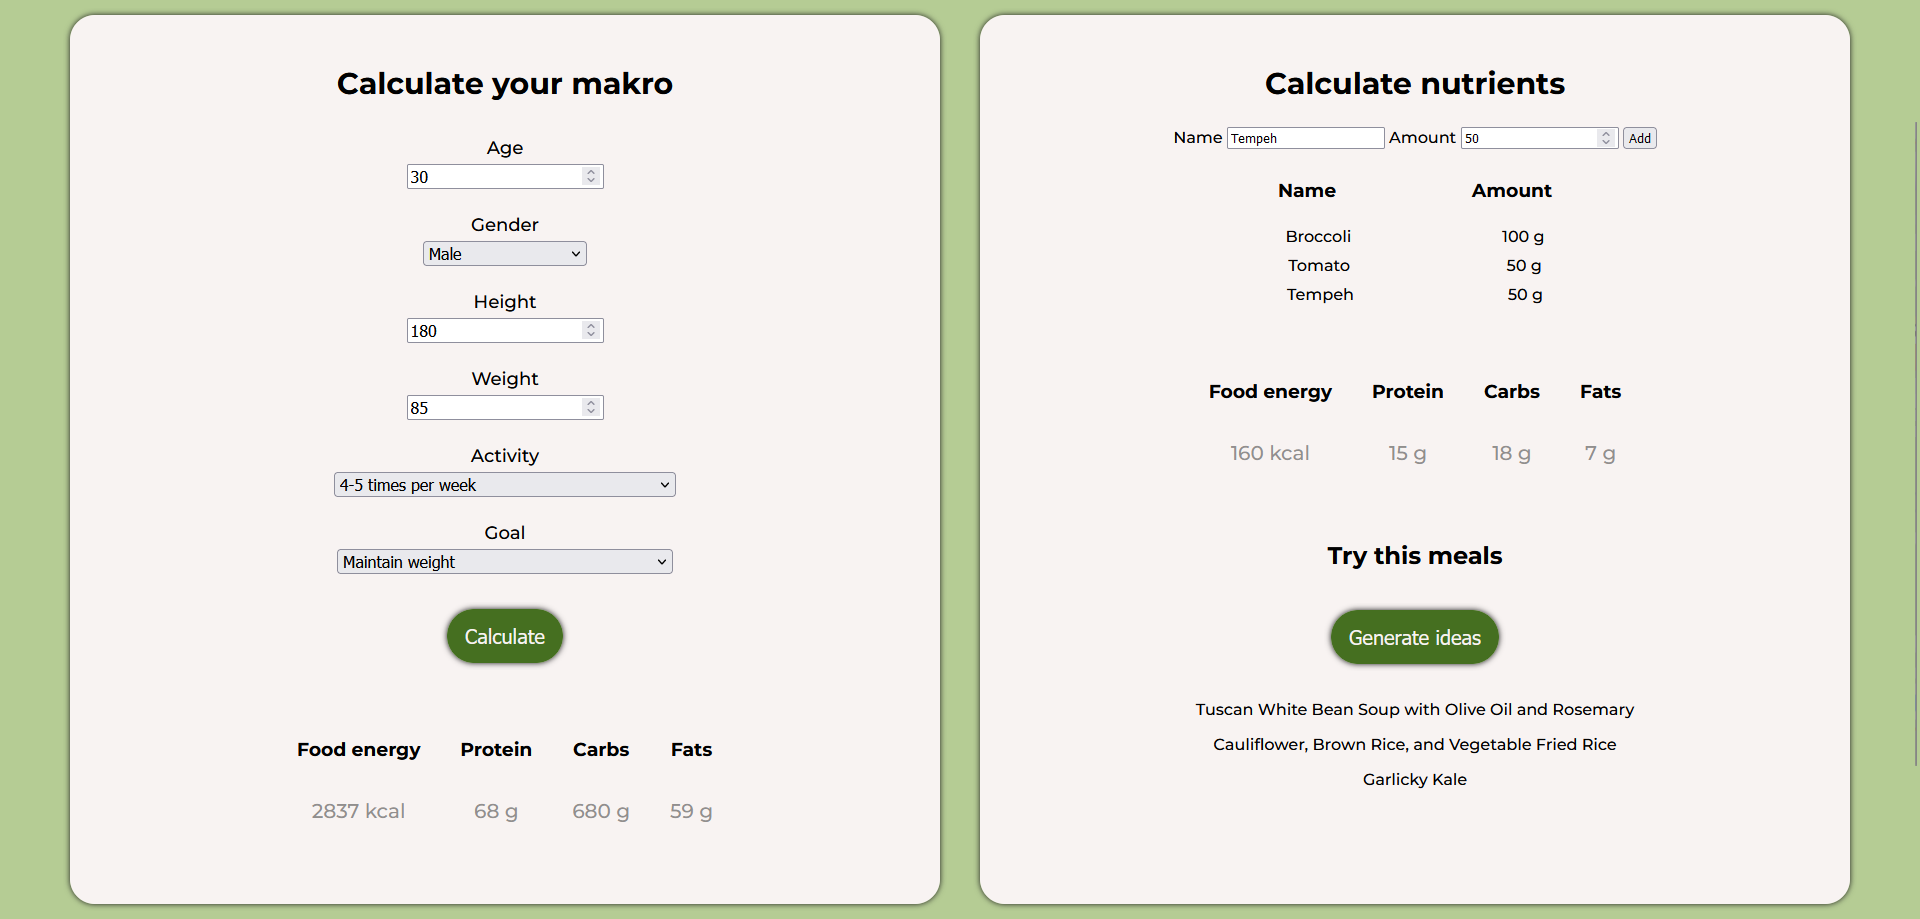 Calculate your makro
Age
30
Gender
Male
Height
180
Weight
85
Activity
4-5 times per week
Goal
Maintain weight
Calculate
Food energy Protein Carbs Fats
2837 kcal 68 g 680 g 59 g
Calculate nutrients
Name Tempeh Amount 50 Add
Name Amount
Broccoli 100 g
Tomato 50 g
Tempeh 50 g
Food energy Protein Carbs Fats
160 kcal 15 g 18 g 7 g
Try this meals
Generate ideas
Tuscan White Bean Soup with Olive Oil and Rosemary
Cauliflower, Brown Rice, and Vegetable Fried Rice
Garlicky Kale